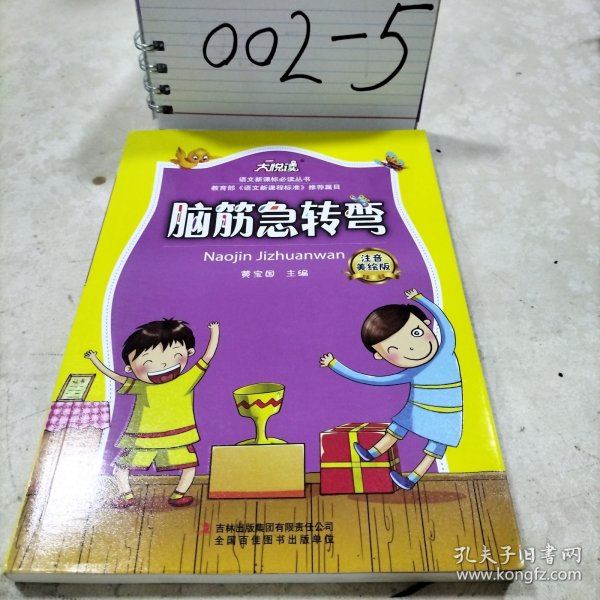 002-5
大悦读
语文新课标必读丛书
教育部《语文新课程标准》推荐篇目
脑筋急转弯
Naojin Jizhuanwan
黄宝国 主编
注音
美绘版
吉林出版集团有限责任公司
全国百佳图书出版单位
孔夫子旧书网
www.kongfz.com